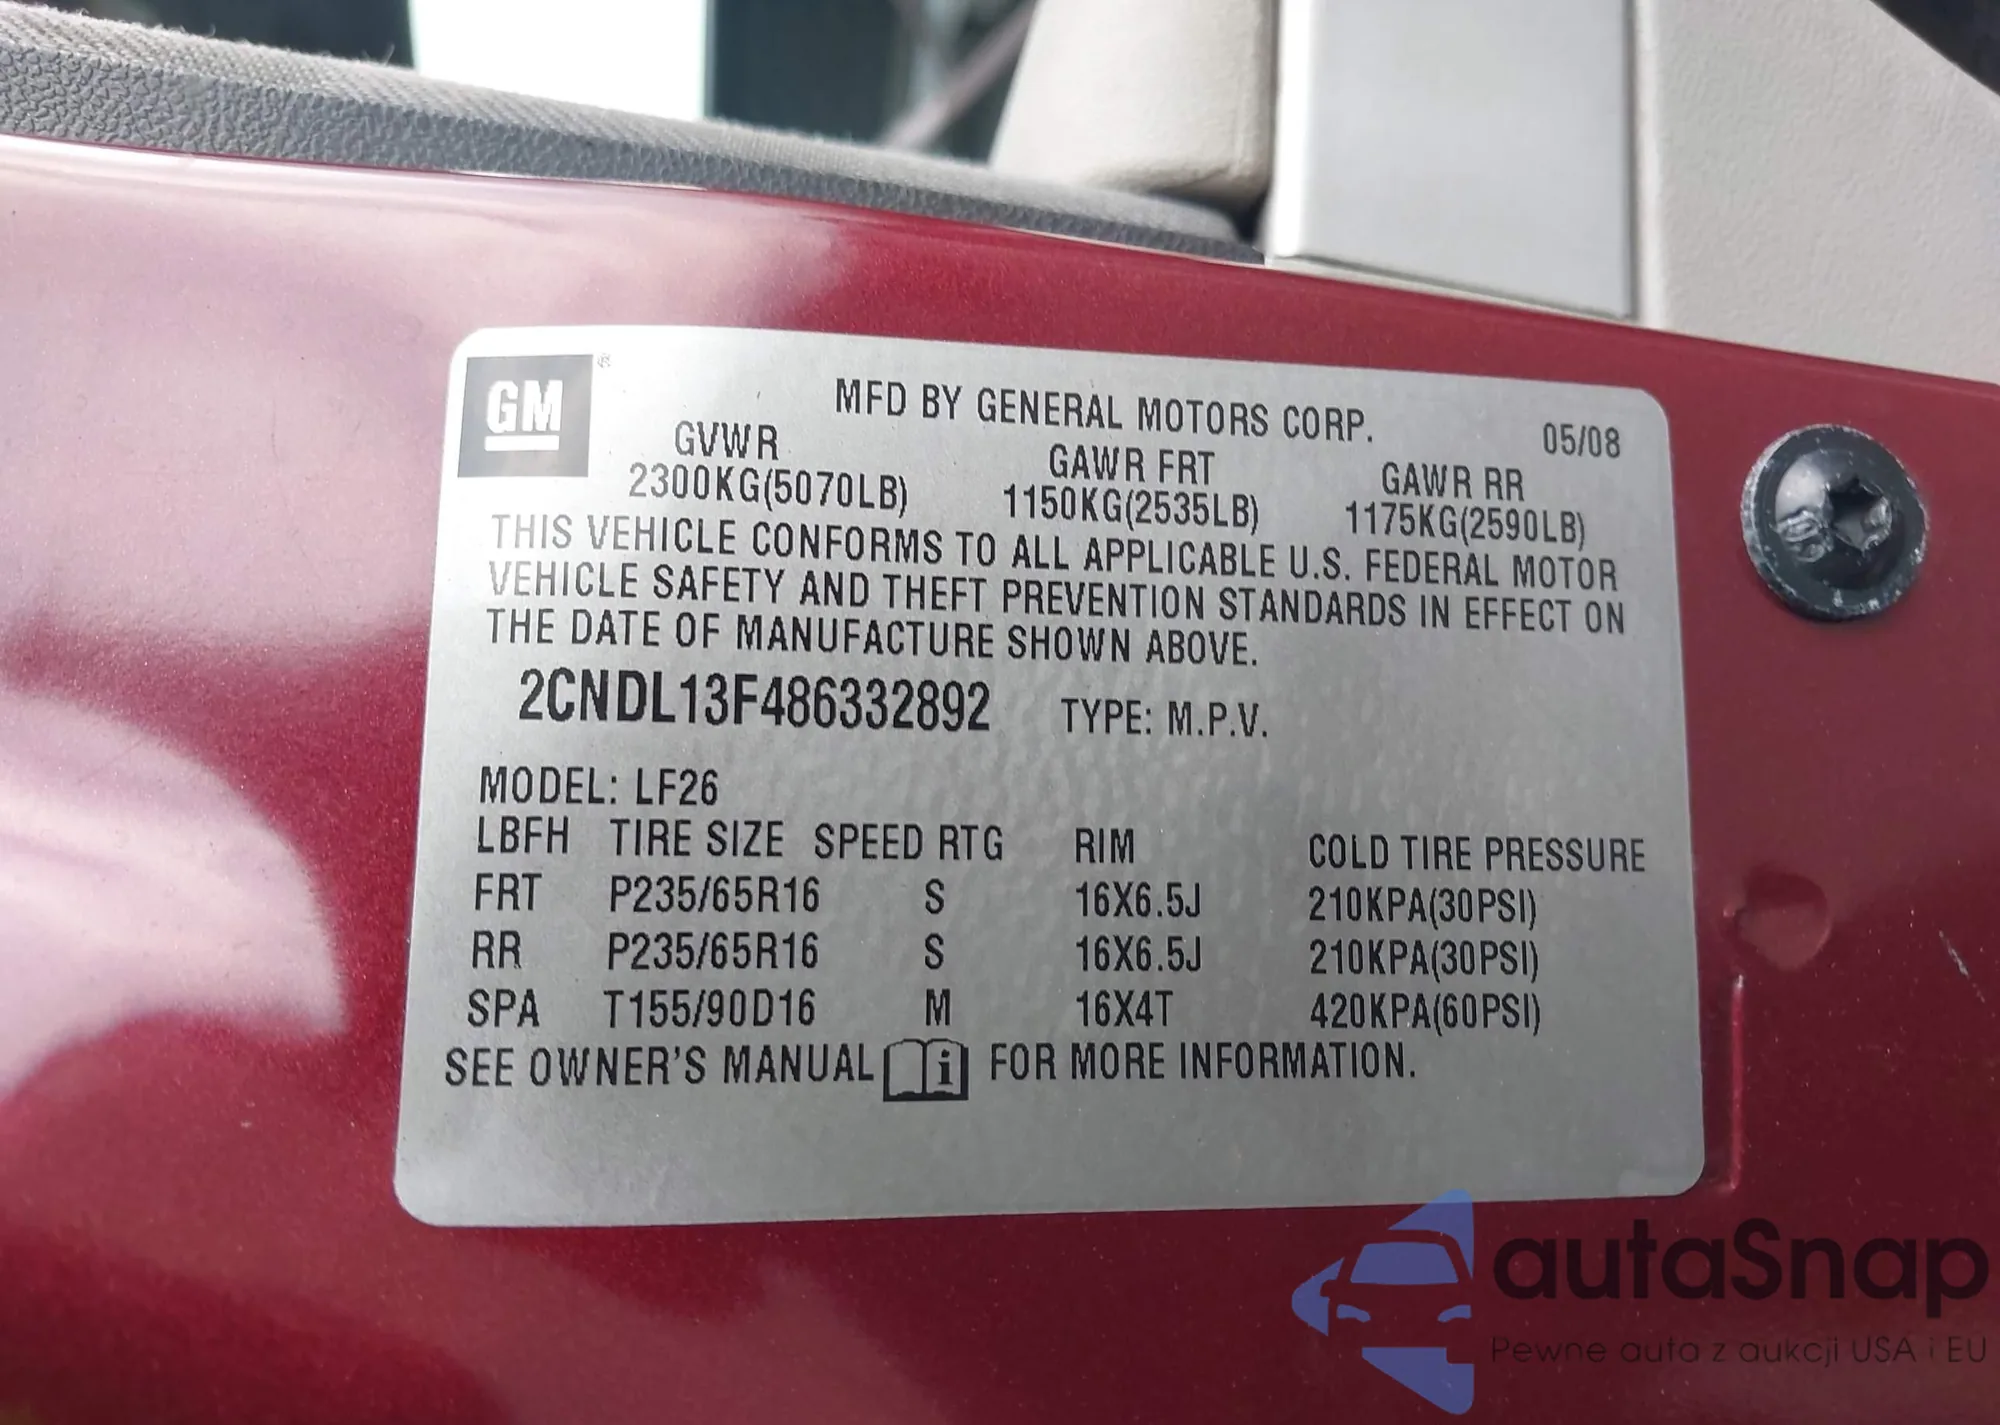 GM ®
MFD BY GENERAL MOTORS CORP. 05/08
GVWR GAWR FRT GAWR RR
2300KG(5070LB) 1150KG(2535LB) 1175KG(2590LB)
THIS VEHICLE CONFORMS TO ALL APPLICABLE U.S. FEDERAL MOTOR
VEHICLE SAFETY AND THEFT PREVENTION STANDARDS IN EFFECT ON
THE DATE OF MANUFACTURE SHOWN ABOVE.
2CNDL13F486332892 TYPE: M.P.V.
MODEL: LF26
LBFH TIRE SIZE SPEED RTG RIM COLD TIRE PRESSURE
FRT P235/65R16 S 16X6.5J 210KPA(30PSI)
RR P235/65R16 S 16X6.5J 210KPA(30PSI)
SPA T155/90D16 M 16X4T 420KPA(60PSI)
SEE OWNER'S MANUAL i FOR MORE INFORMATION.
autaSnap
Pewne auta z aukcji USA i EU